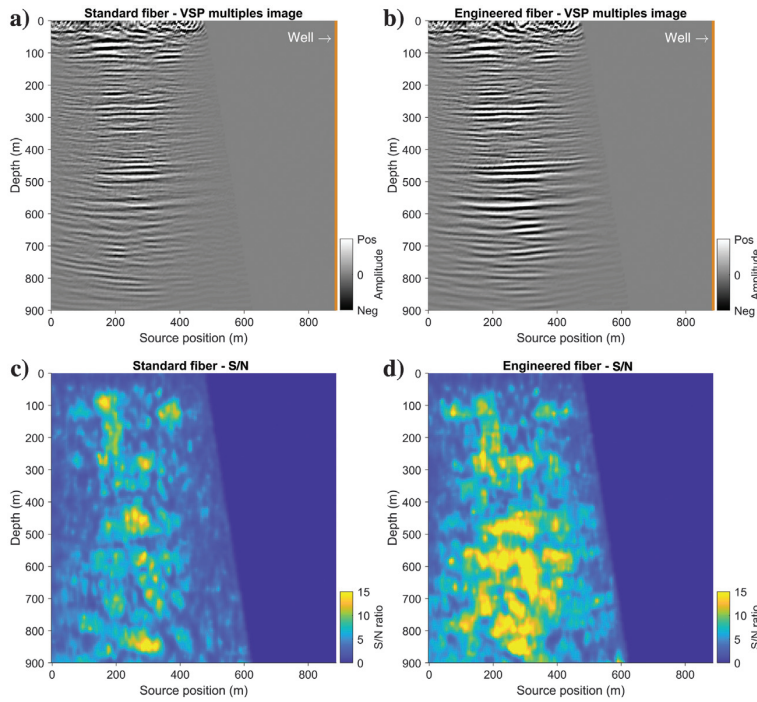 a)
Standard fiber - VSP multiples image
Well →
0
100
200
300
400
500
600
700
800
900
Depth (m)
0 200 400 600 800
Source position (m)
Pos
0
Neg
Amplitude
b)
Engineered fiber - VSP multiples image
Well →
0
100
200
300
400
500
600
700
800
900
Depth (m)
0 200 400 600 800
Source position (m)
Pos
0
Neg
Amplitude
c)
Standard fiber - S/N
0
100
200
300
400
500
600
700
800
900
Depth (m)
0 200 400 600 800
Source position (m)
15
10
5
0
S/N ratio
d)
Engineered fiber - S/N
0
100
200
300
400
500
600
700
800
900
Depth (m)
0 200 400 600 800
Source position (m)
15
10
5
0
S/N ratio